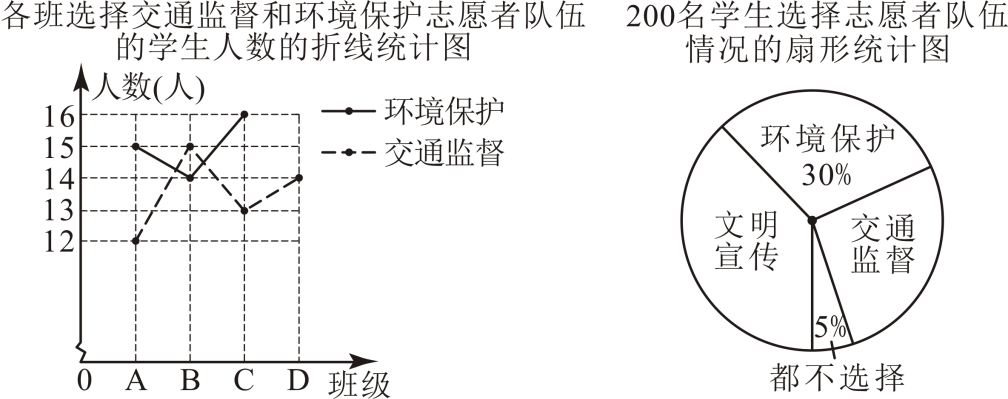 各班选择交通监督和环境保护志愿者队伍
的学生人数的折线统计图
人数(人)
16
15
14
13
12
0 A B C D 班级
环境保护
交通监督
200名学生选择志愿者队伍
情况的扇形统计图
环境保护
30%
文明
宣传
交通
监督
5%
都不选择